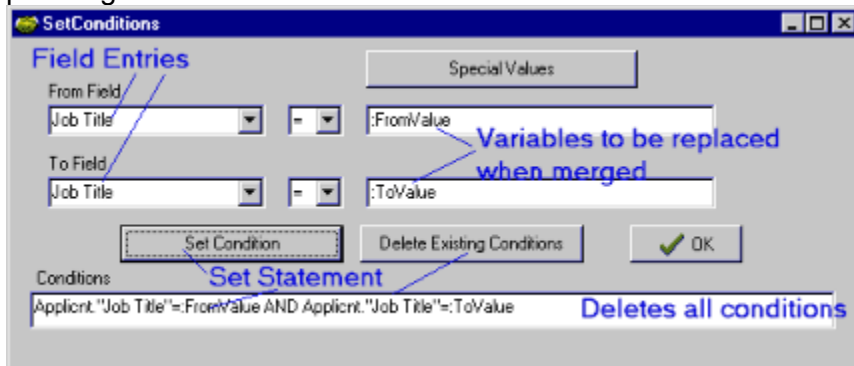 SetConditions
Field Entries
Special Values
From Field
Job Title = :FromValue
Variables to be replaced
when merged
To Field
Job Title = :ToValue
Set Condition Delete Existing Conditions OK
Conditions Set Statement
Applicnt."Job Title"=:FromValue AND Applicnt."Job Title"=:ToValue Deletes all conditions